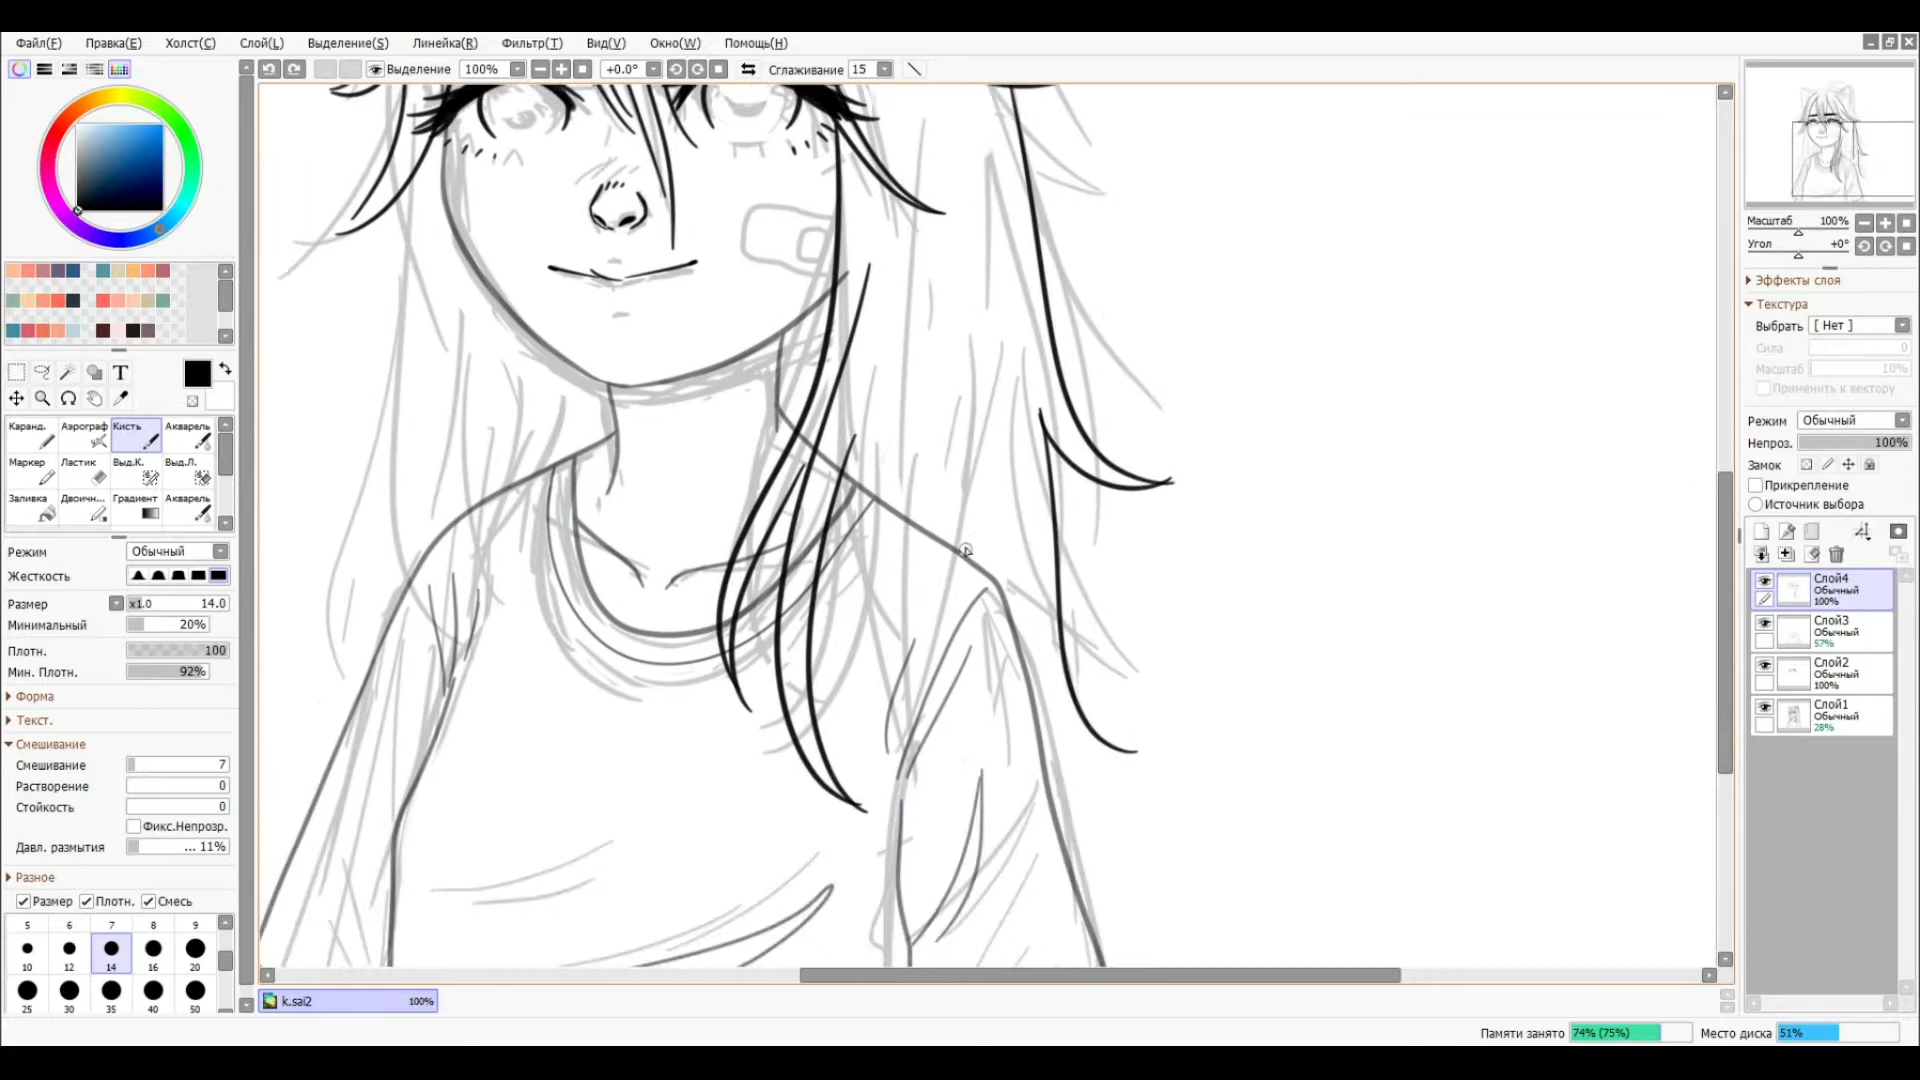 Файл(F) Правка(E) Холст(C) Слой(L) Выделение(S) Линейка(R) Фильтр(T) Вид(V) Окно(W) Помощь(H)
Выделение 100% +0.0° Сглаживание 15
Масштаб 100%
Угол +0°
Эффекты слоя
Текстура
Выбрать [ Нет ]
Сила 0
Масштаб 10%
Применить к вектору
Режим Обычный
Непроз. 100%
Замок
Прикрепление
Источник выбора
Слой4
Обычный
100%
Слой3
Обычный
57%
Слой2
Обычный
100%
Слой1
Обычный
28%
T
Каранд. Аэрограф Кисть Акварель
Маркер Ластик Выд.К. Выд.Л.
Заливка Двоичн... Градиент Акварель
Режим Обычный
Жесткость
Размер x1.0 14.0
Минимальный 20%
Плотн. 100
Мин. Плотн. 92%
Форма
Текст.
Смешивание
Смешивание 7
Растворение 0
Стойкость 0
Фикс.Непрозр.
Давл. размытия ... 11%
Разное
Размер Плотн. Смесь
5 6 7 8 9
10 12 14 16 20
25 30 35 40 50
k.sai2 100%
Памяти занято 74% (75%) Место диска 51%